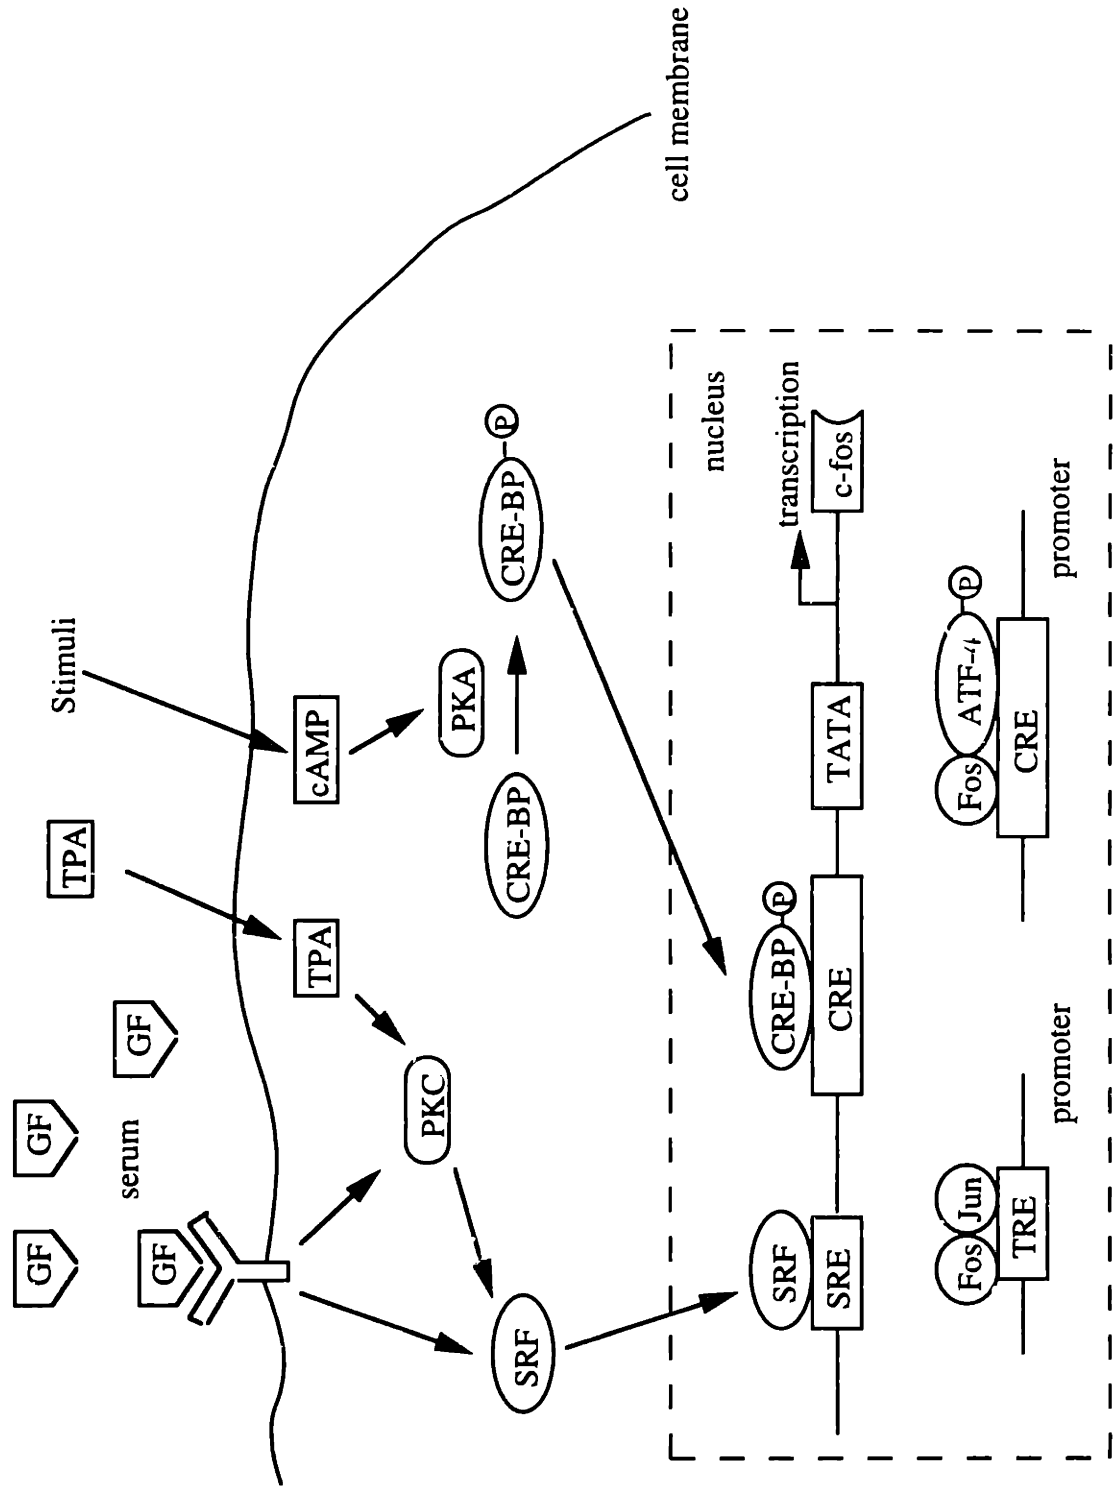 GF
GF
TPA
Stimuli
GF
serum
GF
TPA
cAMP
PKC
PKA
SRF
CRE-BP
CRE-BP
P
cell membrane
nucleus
SRF
CRE-BP
P
transcription
SRE
CRE
TATA
c-fos
Fos
Jun
Fos
ATF-4
P
TRE
CRE
promoter
promoter